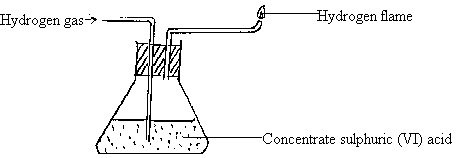 Hydrogen gas
Hydrogen flame
Concentrate sulphuric (VI) acid